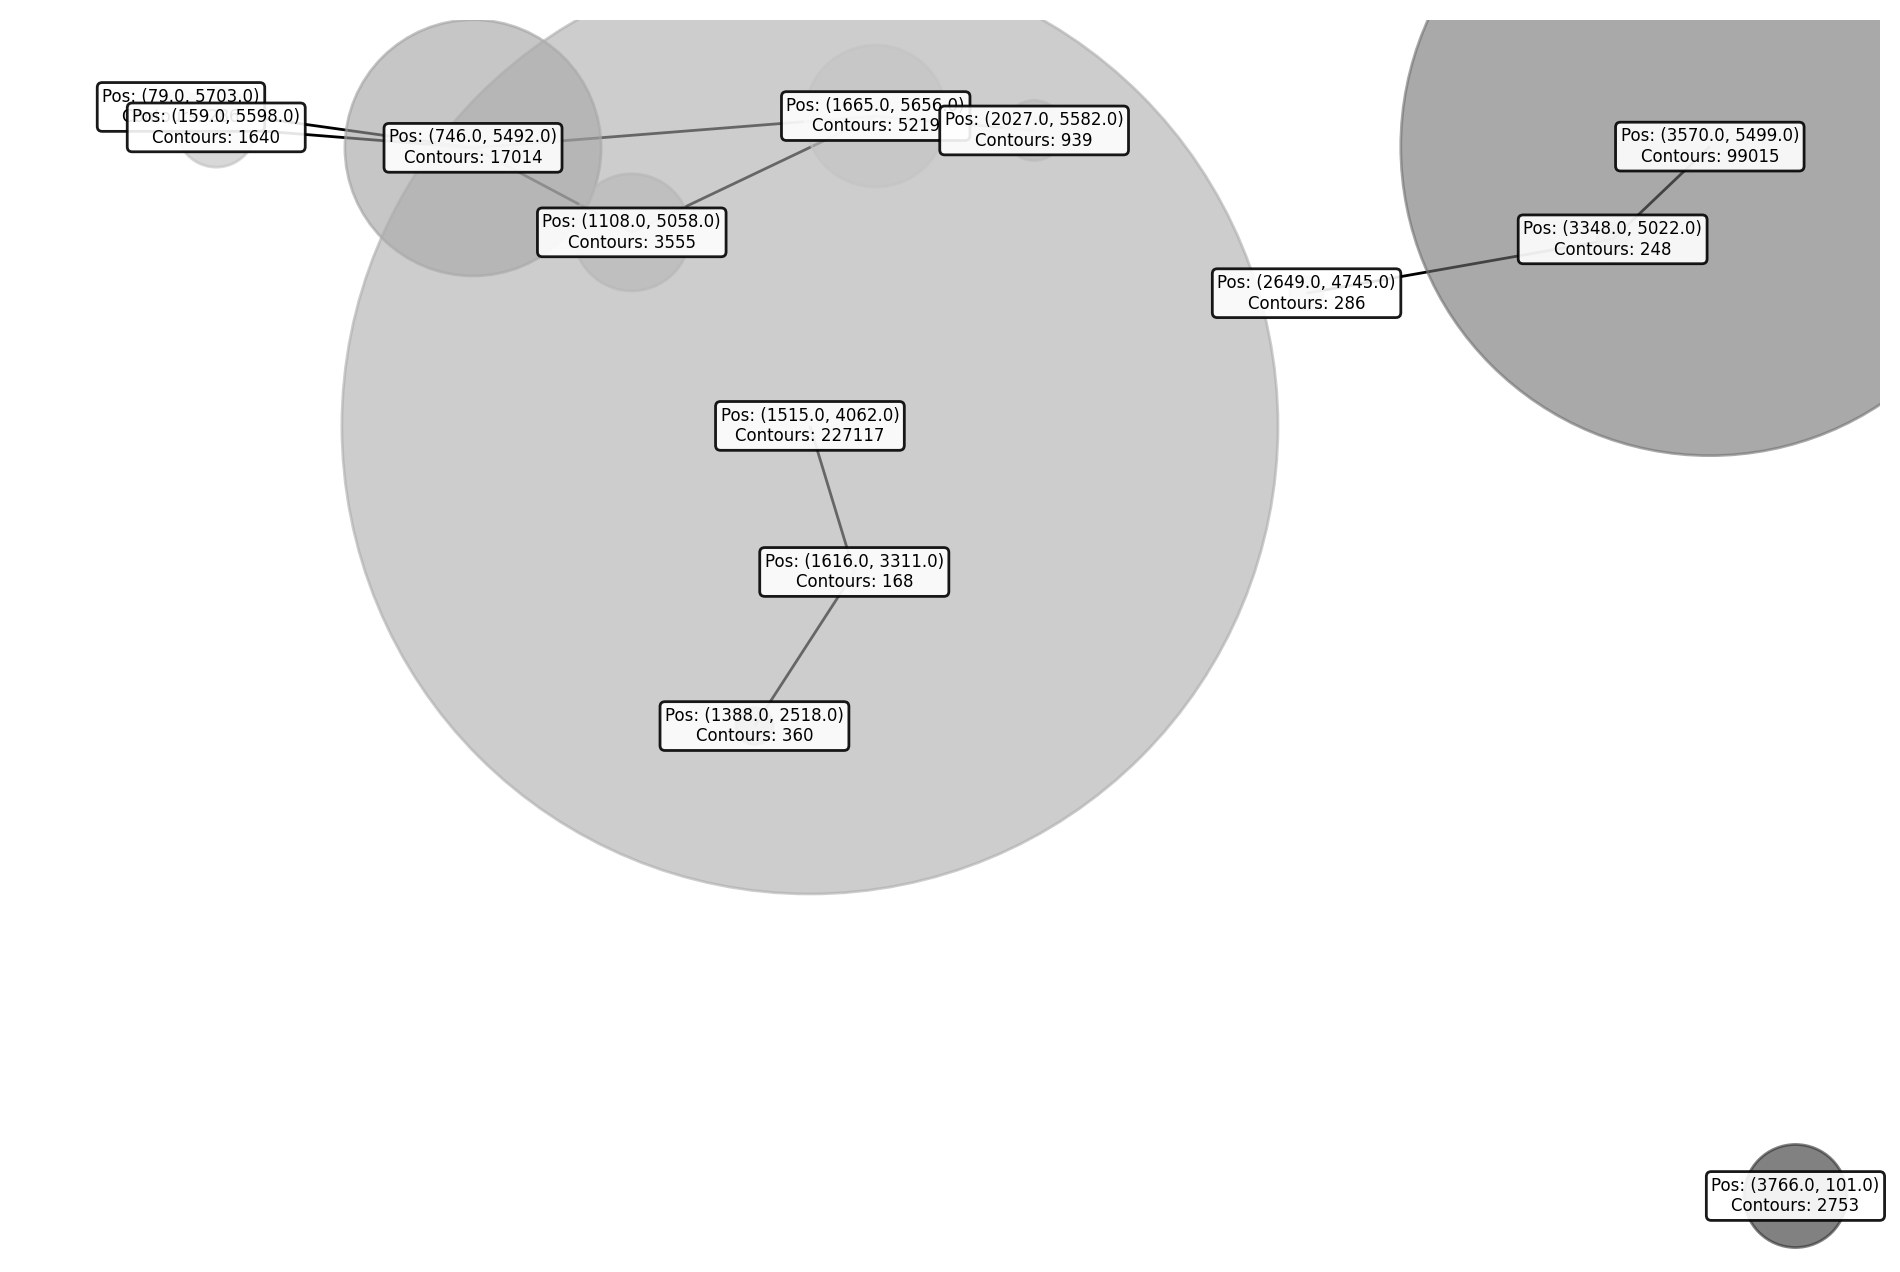 Pos: (79.0, 5703.0)
Pos: (159.0, 5598.0)
Contours: 1640
Pos: (746.0, 5492.0)
Contours: 17014
Pos: (1665.0, 5656.0)
Contours: 5219
Pos: (2027.0, 5582.0)
Contours: 939
Pos: (3570.0, 5499.0)
Contours: 99015
Pos: (1108.0, 5058.0)
Contours: 3555
Pos: (3348.0, 5022.0)
Contours: 248
Pos: (2649.0, 4745.0)
Contours: 286
Pos: (1515.0, 4062.0)
Contours: 227117
Pos: (1616.0, 3311.0)
Contours: 168
Pos: (1388.0, 2518.0)
Contours: 360
Pos: (3766.0, 101.0)
Contours: 2753